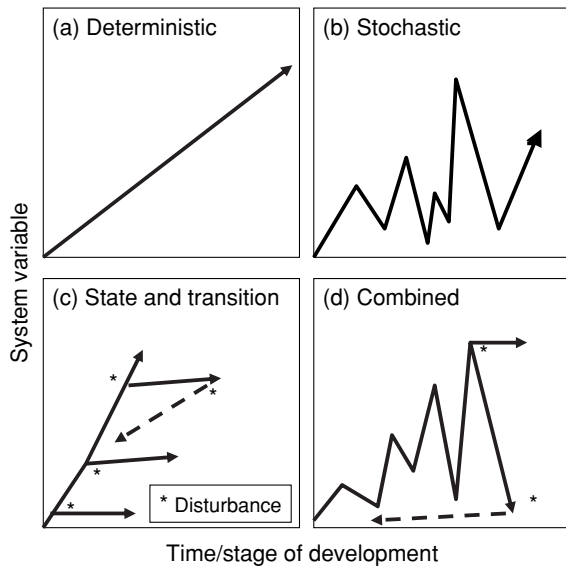 (a) Deterministic
(b) Stochastic
System variable
(c) State and transition
(d) Combined
*
*
*
*
*
*
* Disturbance
Time/stage of development